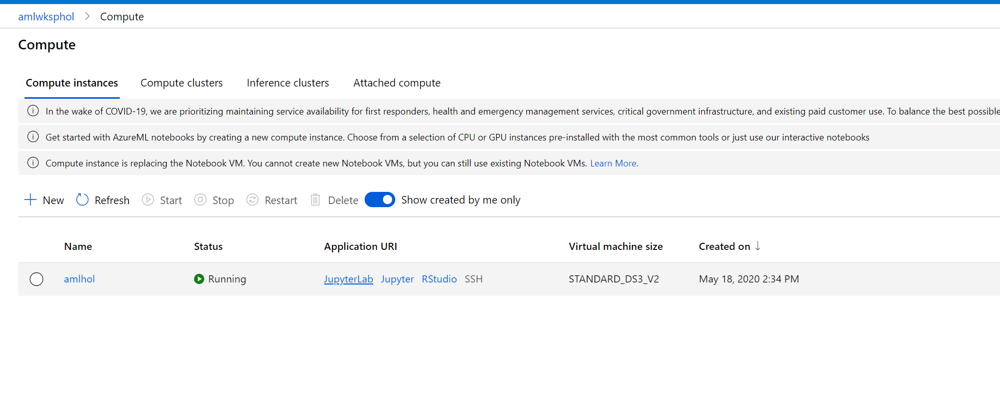 amlwksphol > Compute
Compute
Compute instances Compute clusters Inference clusters Attached compute
In the wake of COVID-19, we are prioritizing maintaining service availability for first responders, health and emergency management services, critical government infrastructure, and existing paid customer use. To balance the best possible
Get started with AzureML notebooks by creating a new compute instance. Choose from a selection of CPU or GPU instances pre-installed with the most common tools or just use our interactive notebooks
Compute instance is replacing the Notebook VM. You cannot create new Notebook VMs, but you can still use existing Notebook VMs. Learn More.
New Refresh Start Stop Restart Delete Show created by me only
Name Status Application URI Virtual machine size Created on ↓
amlhol Running JupyterLab Jupyter RStudio SSH STANDARD_DS3_V2 May 18, 2020 2:34 PM